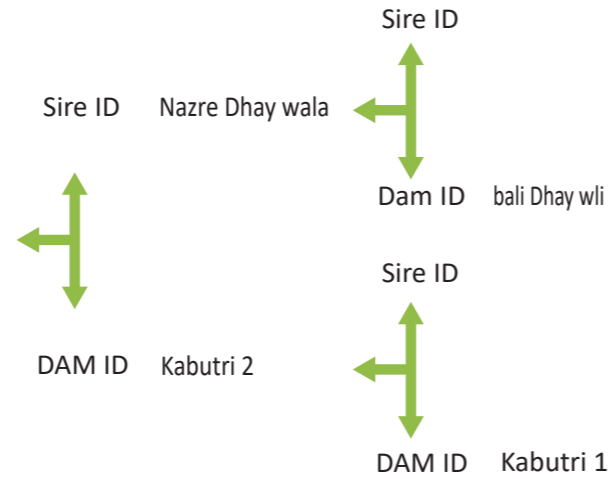 Sire ID
Sire ID Nazre Dhay wala
Dam ID bali Dhay wli
Sire ID
DAM ID Kabutri 2
DAM ID Kabutri 1